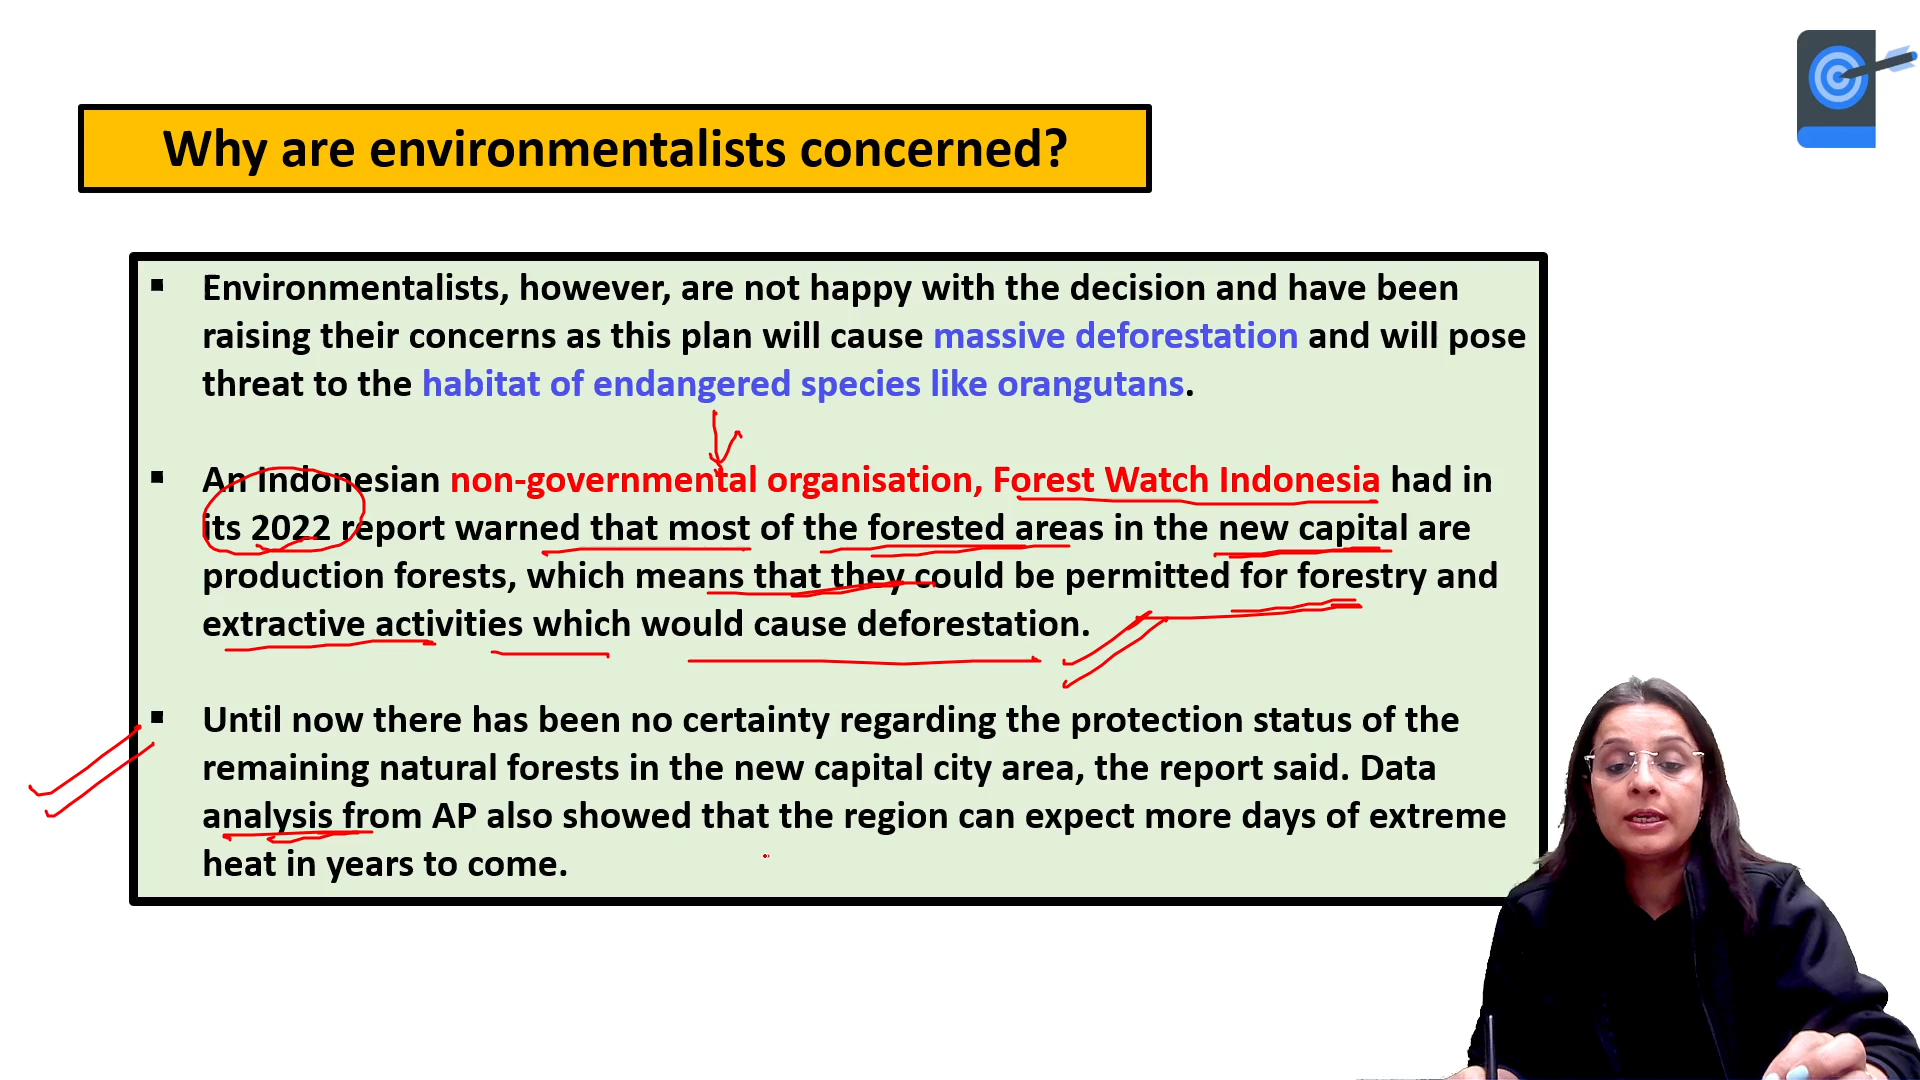 Why are environmentalists concerned?
▪ Environmentalists, however, are not happy with the decision and have been
raising their concerns as this plan will cause massive deforestation and will pose
threat to the habitat of endangered species like orangutans.
▪ An Indonesian non-governmental organisation, Forest Watch Indonesia had in
its 2022 report warned that most of the forested areas in the new capital are
production forests, which means that they could be permitted for forestry and
extractive activities which would cause deforestation.
▪ Until now there has been no certainty regarding the protection status of the
remaining natural forests in the new capital city area, the report said. Data
analysis from AP also showed that the region can expect more days of extreme
heat in years to come.